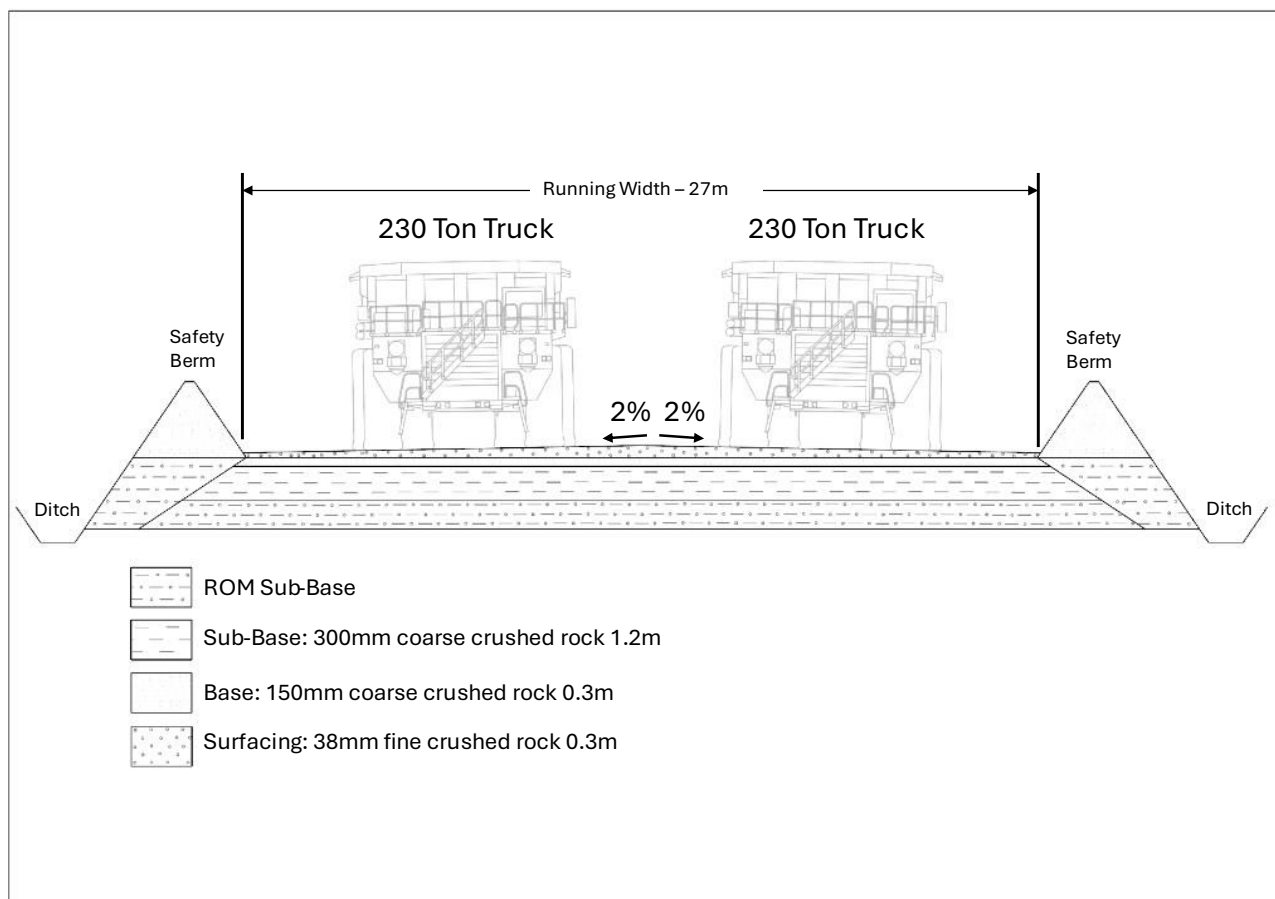 Running Width – 27m
230 Ton Truck
230 Ton Truck
Safety
Berm
Safety
Berm
2%
2%
Ditch
Ditch
ROM Sub-Base
Sub-Base: 300mm coarse crushed rock 1.2m
Base: 150mm coarse crushed rock 0.3m
Surfacing: 38mm fine crushed rock 0.3m